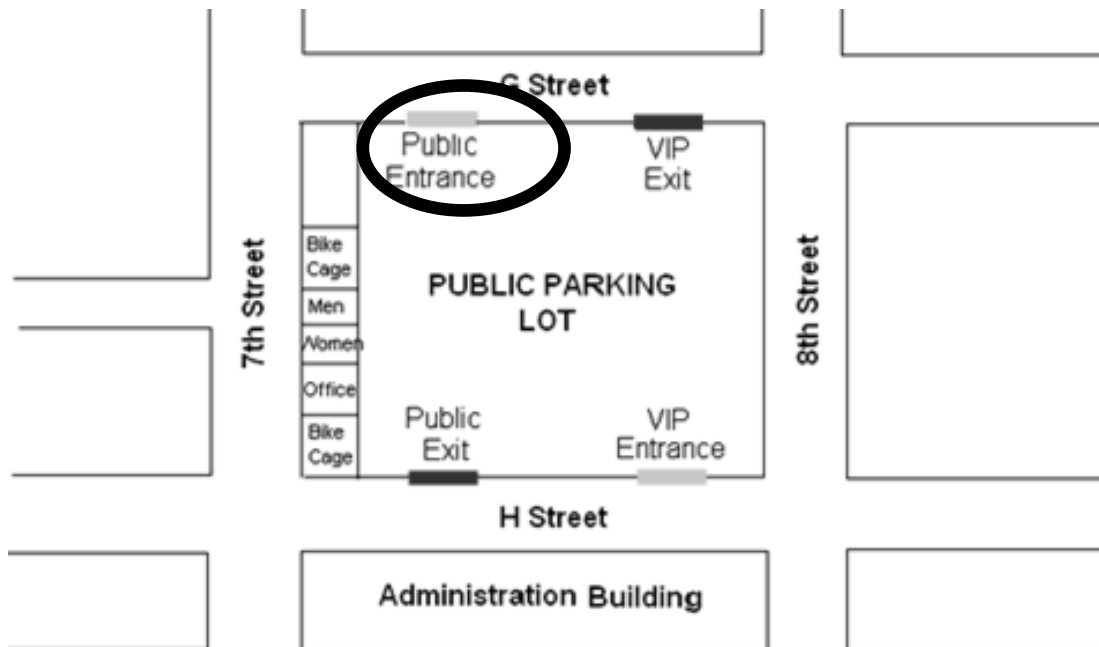 G Street
Public
Entrance
VIP
Exit
Bike
Cage
7th Street
8th Street
PUBLIC PARKING
LOT
Men
Women
Office
Bike
Cage
Public
Exit
VIP
Entrance
H Street
Administration Building